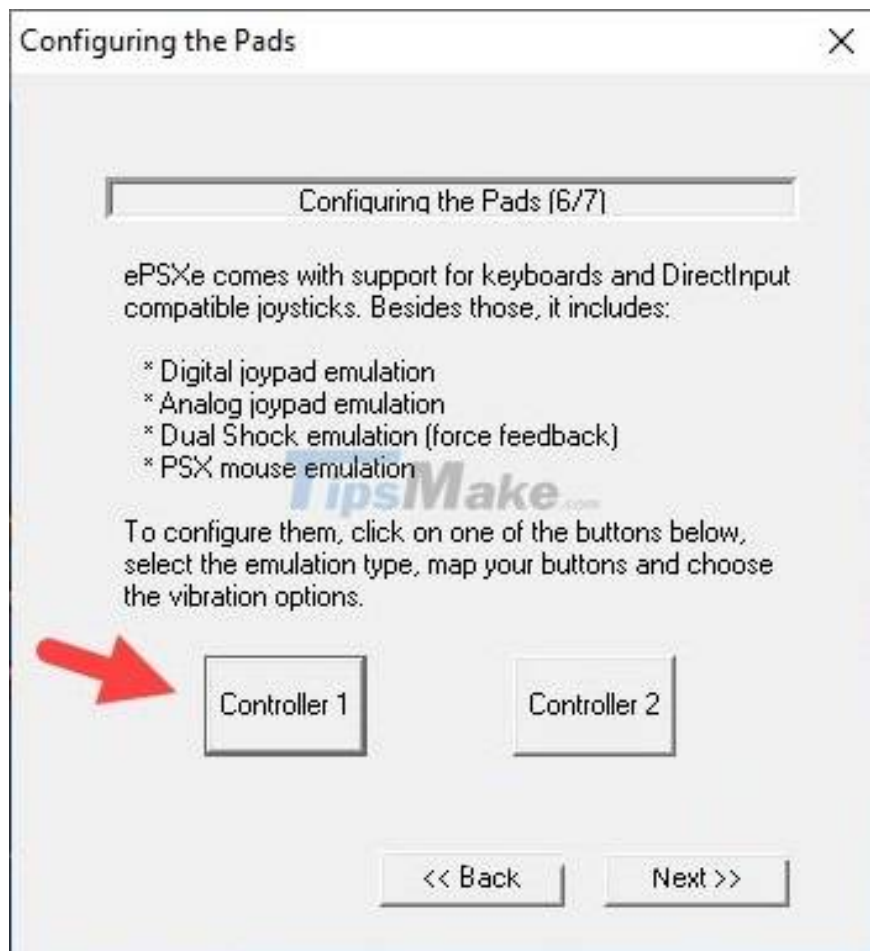 Configuring the Pads
Configuring the Pads (6/7)
ePSXe comes with support for keyboards and DirectInput
compatible joysticks. Besides those, it includes:
* Digital joypad emulation
* Analog joypad emulation
* Dual Shock emulation (force feedback)
* PSX mouse emulation
TipsMake.com
To configure them, click on one of the buttons below,
select the emulation type, map your buttons and choose
the vibration options.
Controller 1
Controller 2
<< Back
Next >>